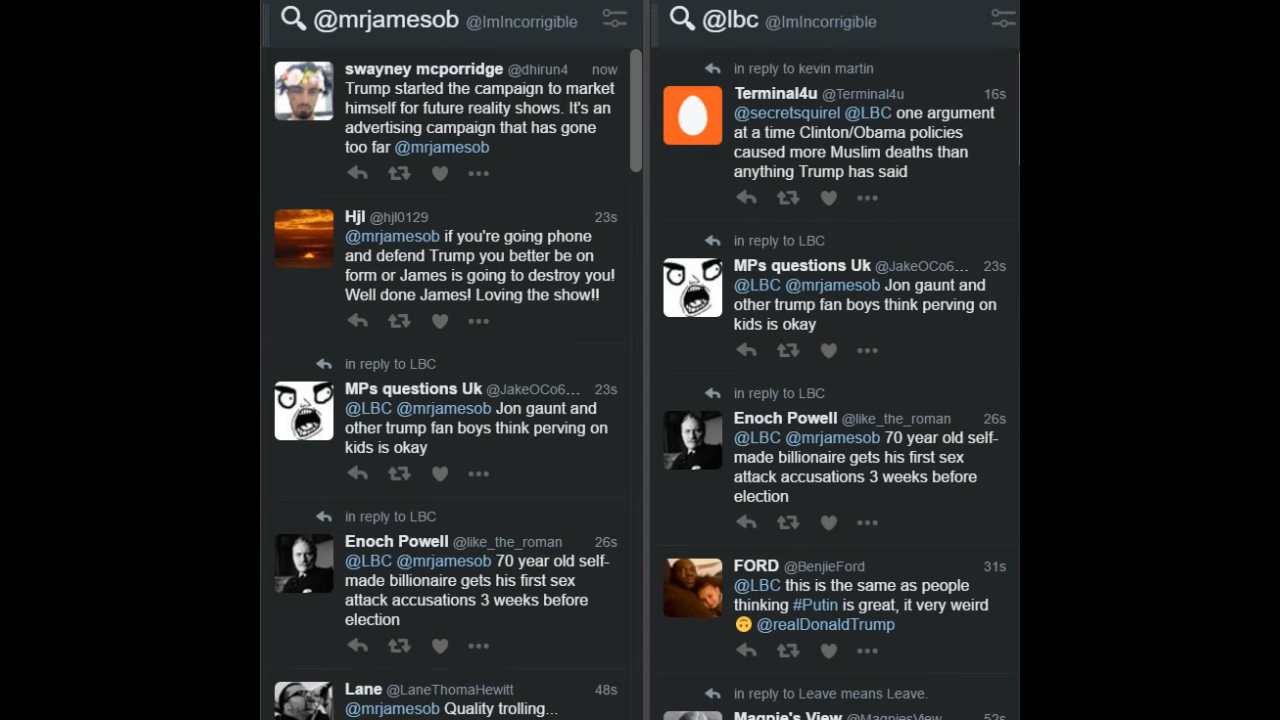 @mrjamesob @ImIncorrigible
swayney mcporridge @dhirun4 now
Trump started the campaign to market
himself for future reality shows. It's an
advertising campaign that has gone
too far @mrjamesob
Hjl @hjl0129 23s
@mrjamesob if you're going phone
and defend Trump you better be on
form or James is going to destroy you!
Well done James! Loving the show!!
in reply to LBC
MPs questions Uk @JakeOCo6... 23s
@LBC @mrjamesob Jon gaunt and
other trump fan boys think perving on
kids is okay
in reply to LBC
Enoch Powell @like_the_roman 26s
@LBC @mrjamesob 70 year old self-
made billionaire gets his first sex
attack accusations 3 weeks before
election
Lane @LaneThomaHewitt 48s
@mrjamesob Quality trolling...
@lbc @ImIncorrigible
in reply to kevin martin
Terminal4u @Terminal4u 16s
@secretsquirel @LBC one argument
at a time Clinton/Obama policies
caused more Muslim deaths than
anything Trump has said
in reply to LBC
MPs questions Uk @JakeOCo6... 23s
@LBC @mrjamesob Jon gaunt and
other trump fan boys think perving on
kids is okay
in reply to LBC
Enoch Powell @like_the_roman 26s
@LBC @mrjamesob 70 year old self-
made billionaire gets his first sex
attack accusations 3 weeks before
election
FORD @BenjieFord 31s
@LBC this is the same as people
thinking #Putin is great, it very weird
🙃 @realDonaldTrump
in reply to Leave means Leave.
Magpie's View @MagpiesView 52s